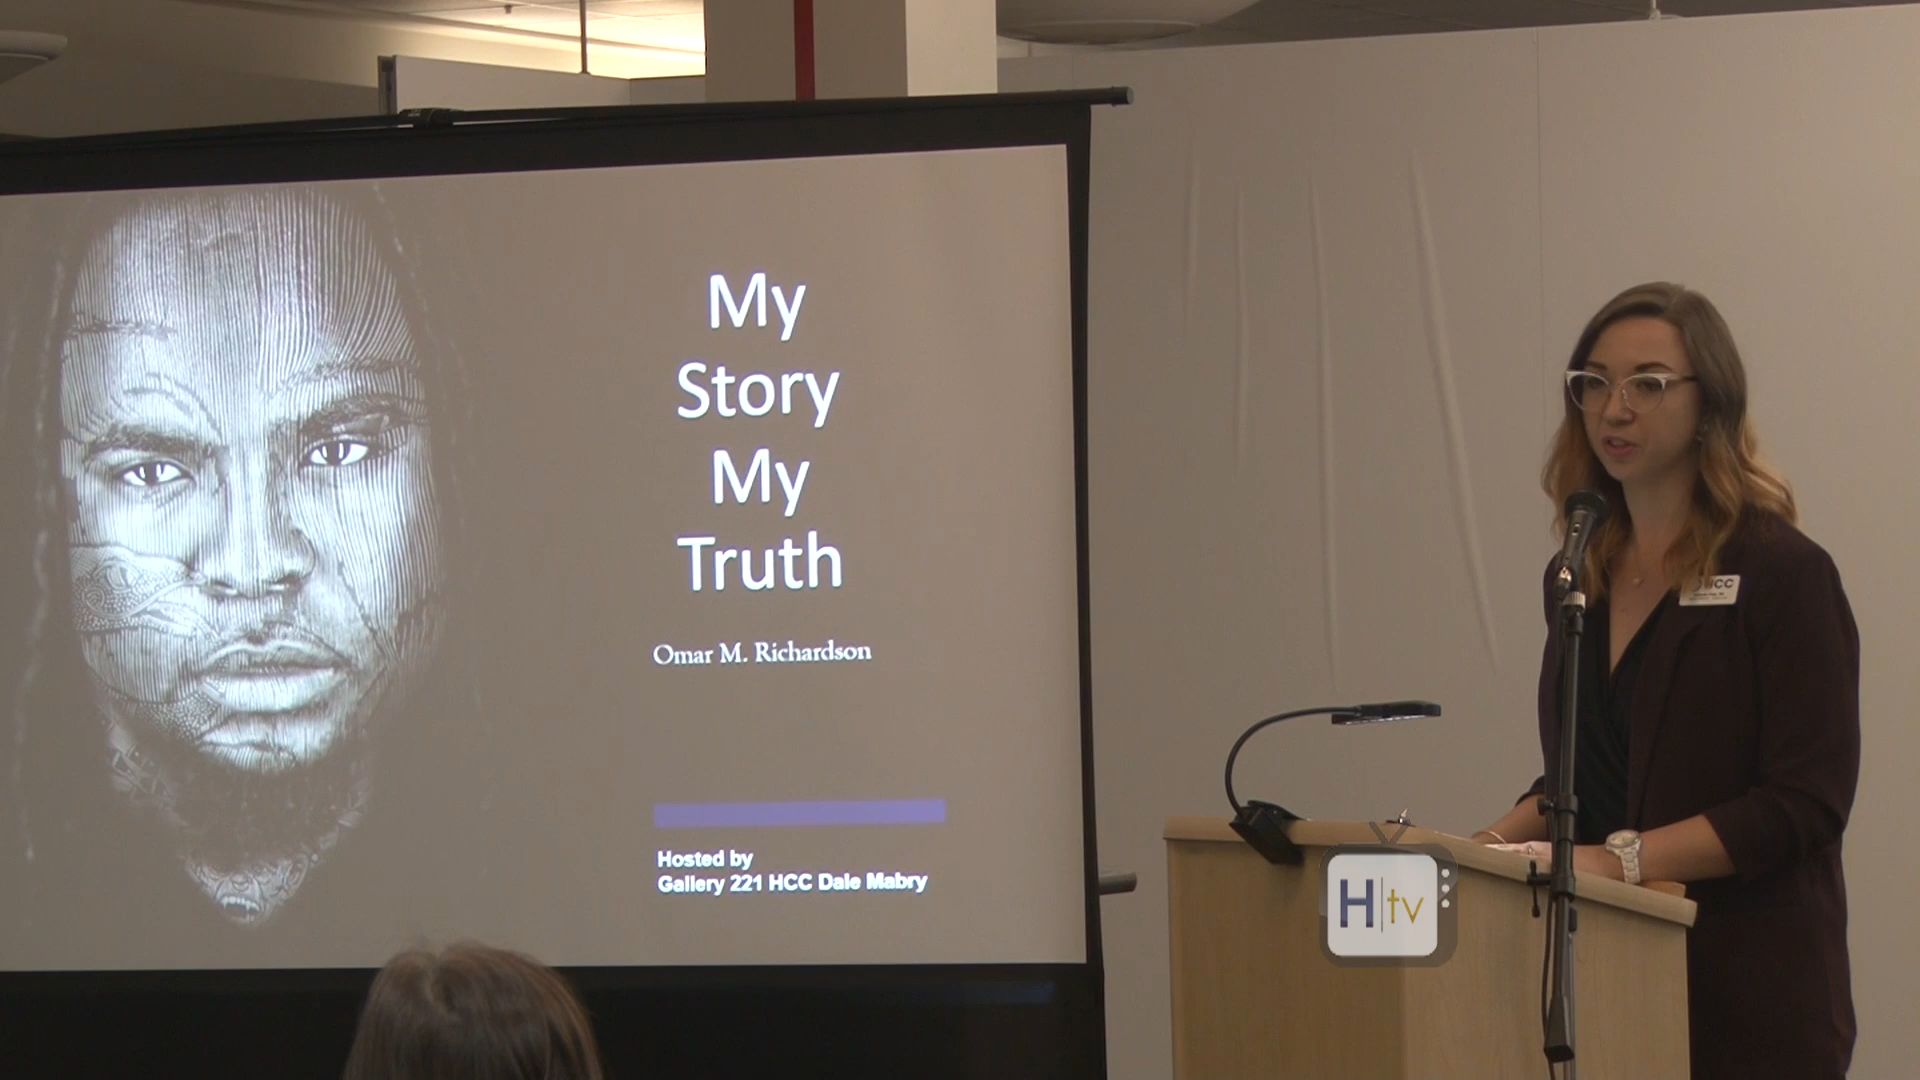 My
Story
My
Truth
Omar M. Richardson
Hosted by
Gallery 221 HCC Dale Mabry
HCC
H|tv